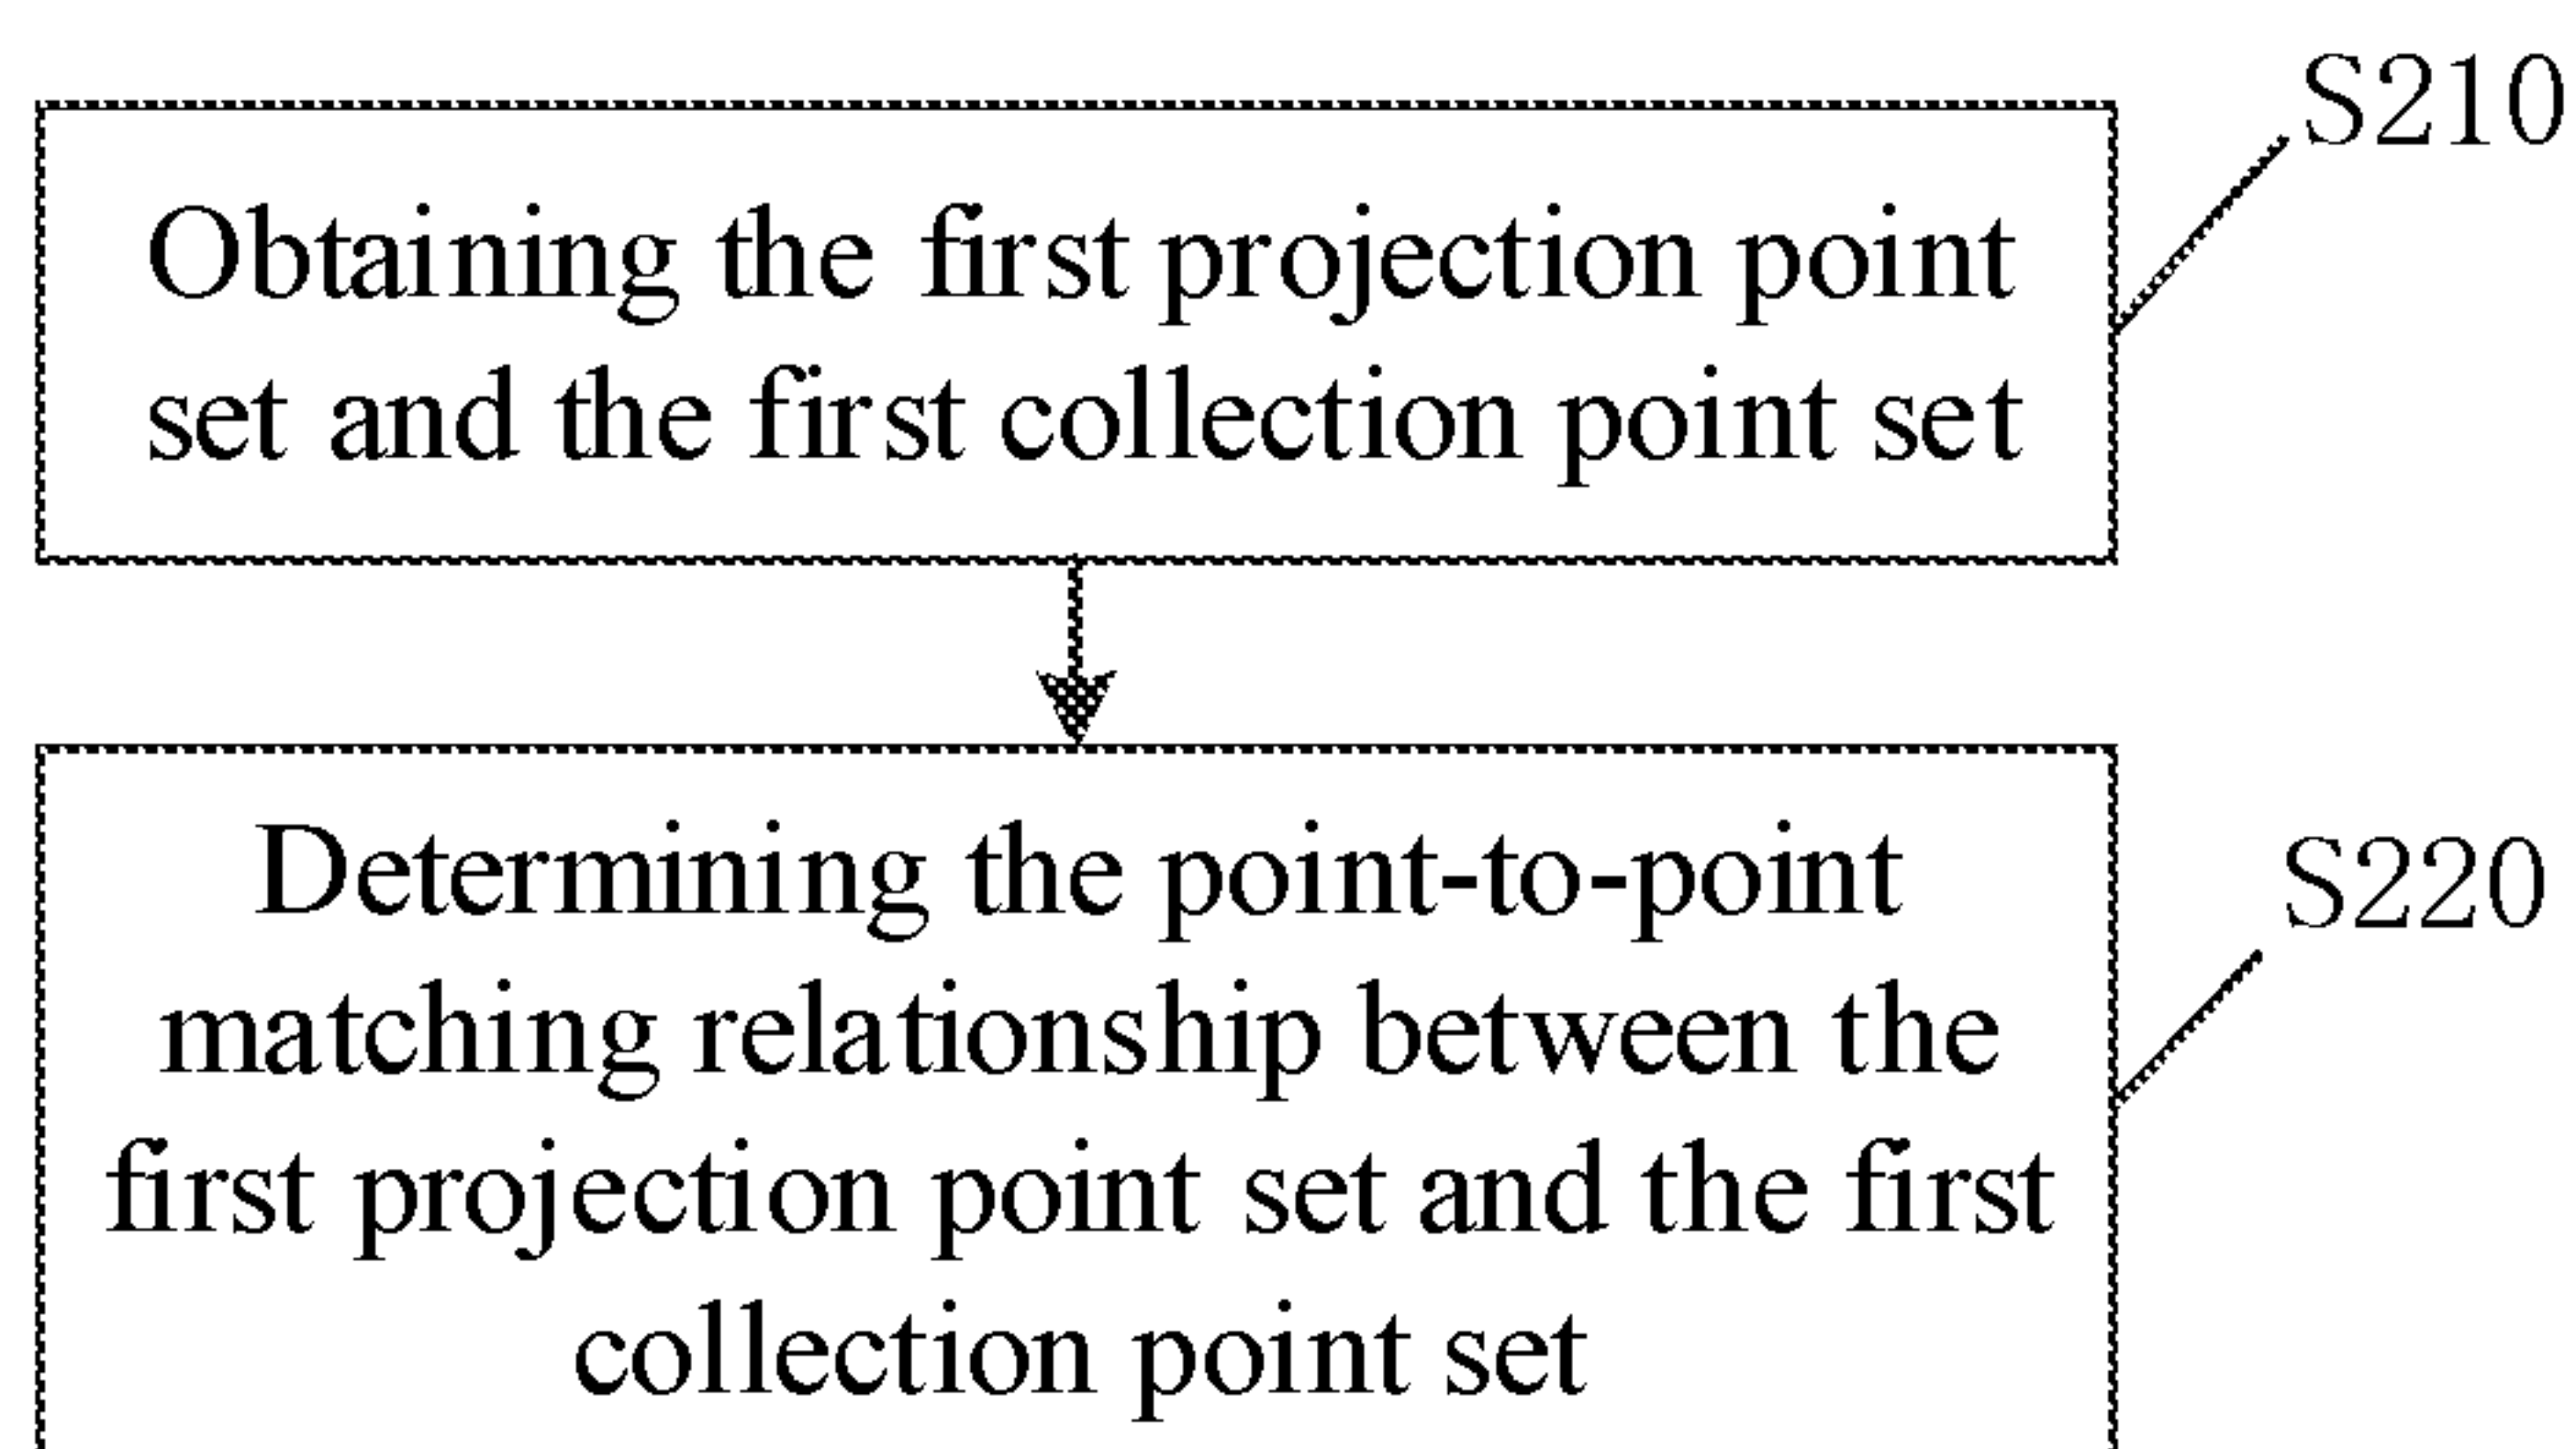 S210
Obtaining the first projection point
set and the first collection point set
Determining the point-to-point
S220
matching relationship between the
first projection point set and the first
collection point set